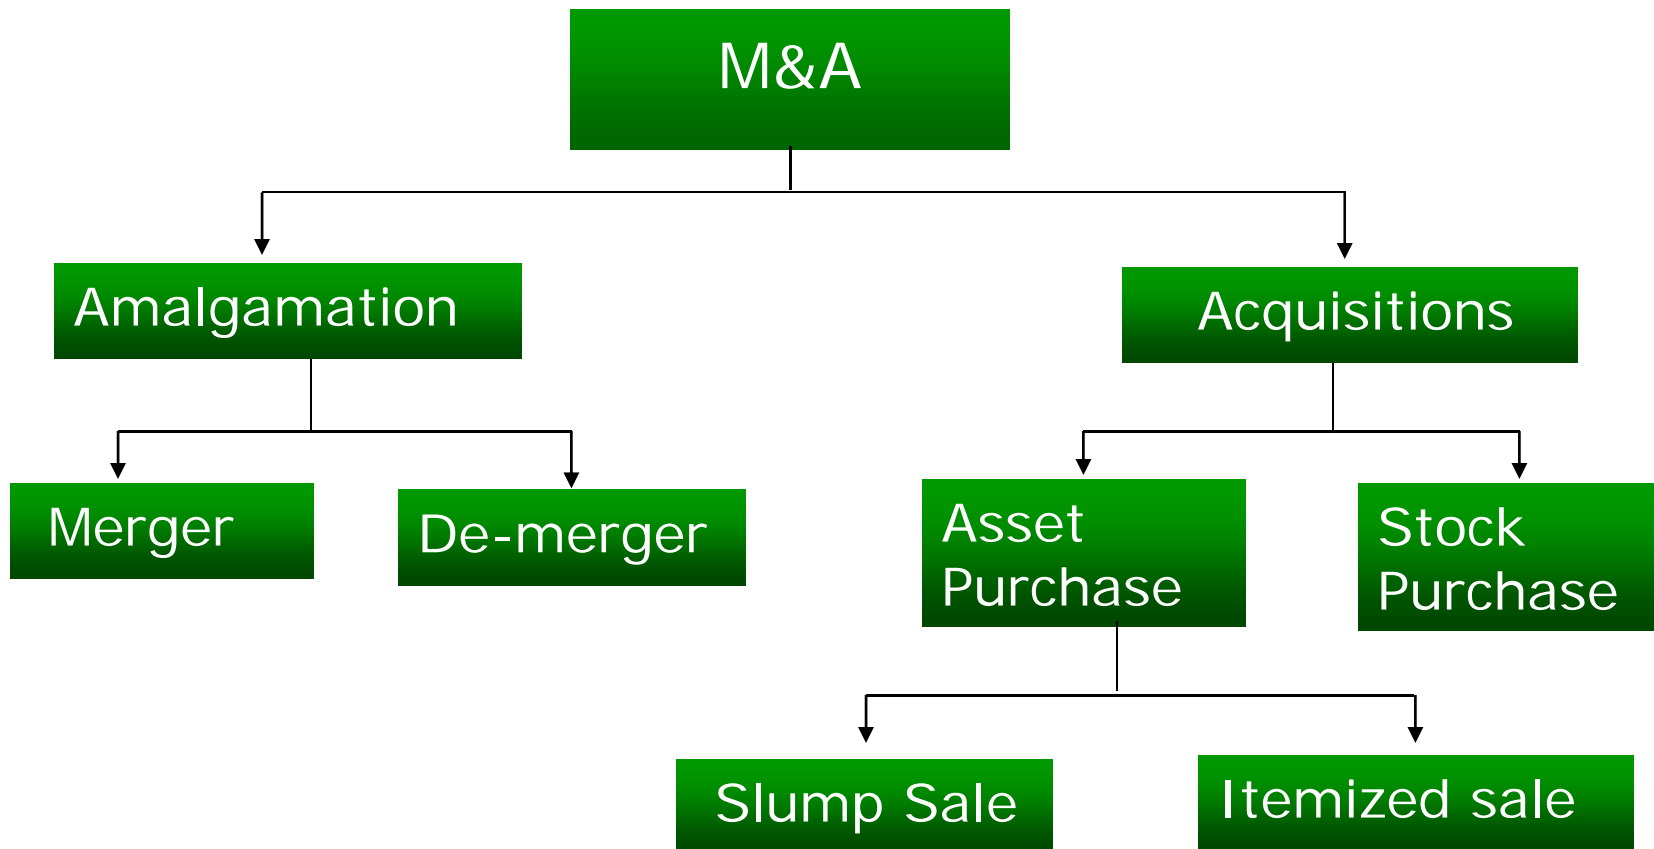 M&A
Amalgamation
Acquisitions
Merger
De-merger
Asset
Purchase
Stock
Purchase
Slump Sale
Itemized sale